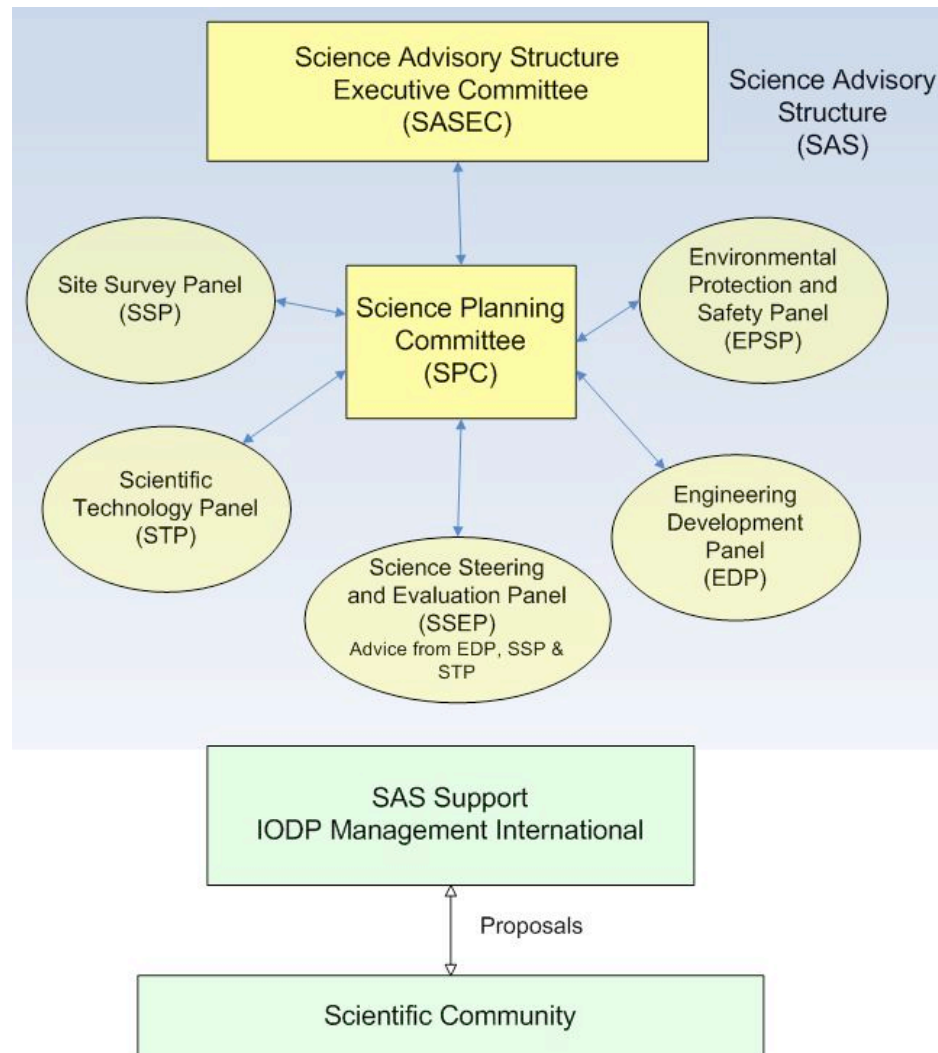 Science Advisory Structure
Executive Committee
(SASEC)
Science Advisory
Structure
(SAS)
Site Survey Panel
(SSP)
Science Planning
Committee
(SPC)
Environmental
Protection and
Safety Panel
(EPSP)
Scientific
Technology Panel
(STP)
Science Steering
and Evaluation Panel
(SSEP)
Advice from EDP, SSP &
STP
Engineering
Development
Panel
(EDP)
SAS Support
IODP Management International
Proposals
Scientific Community